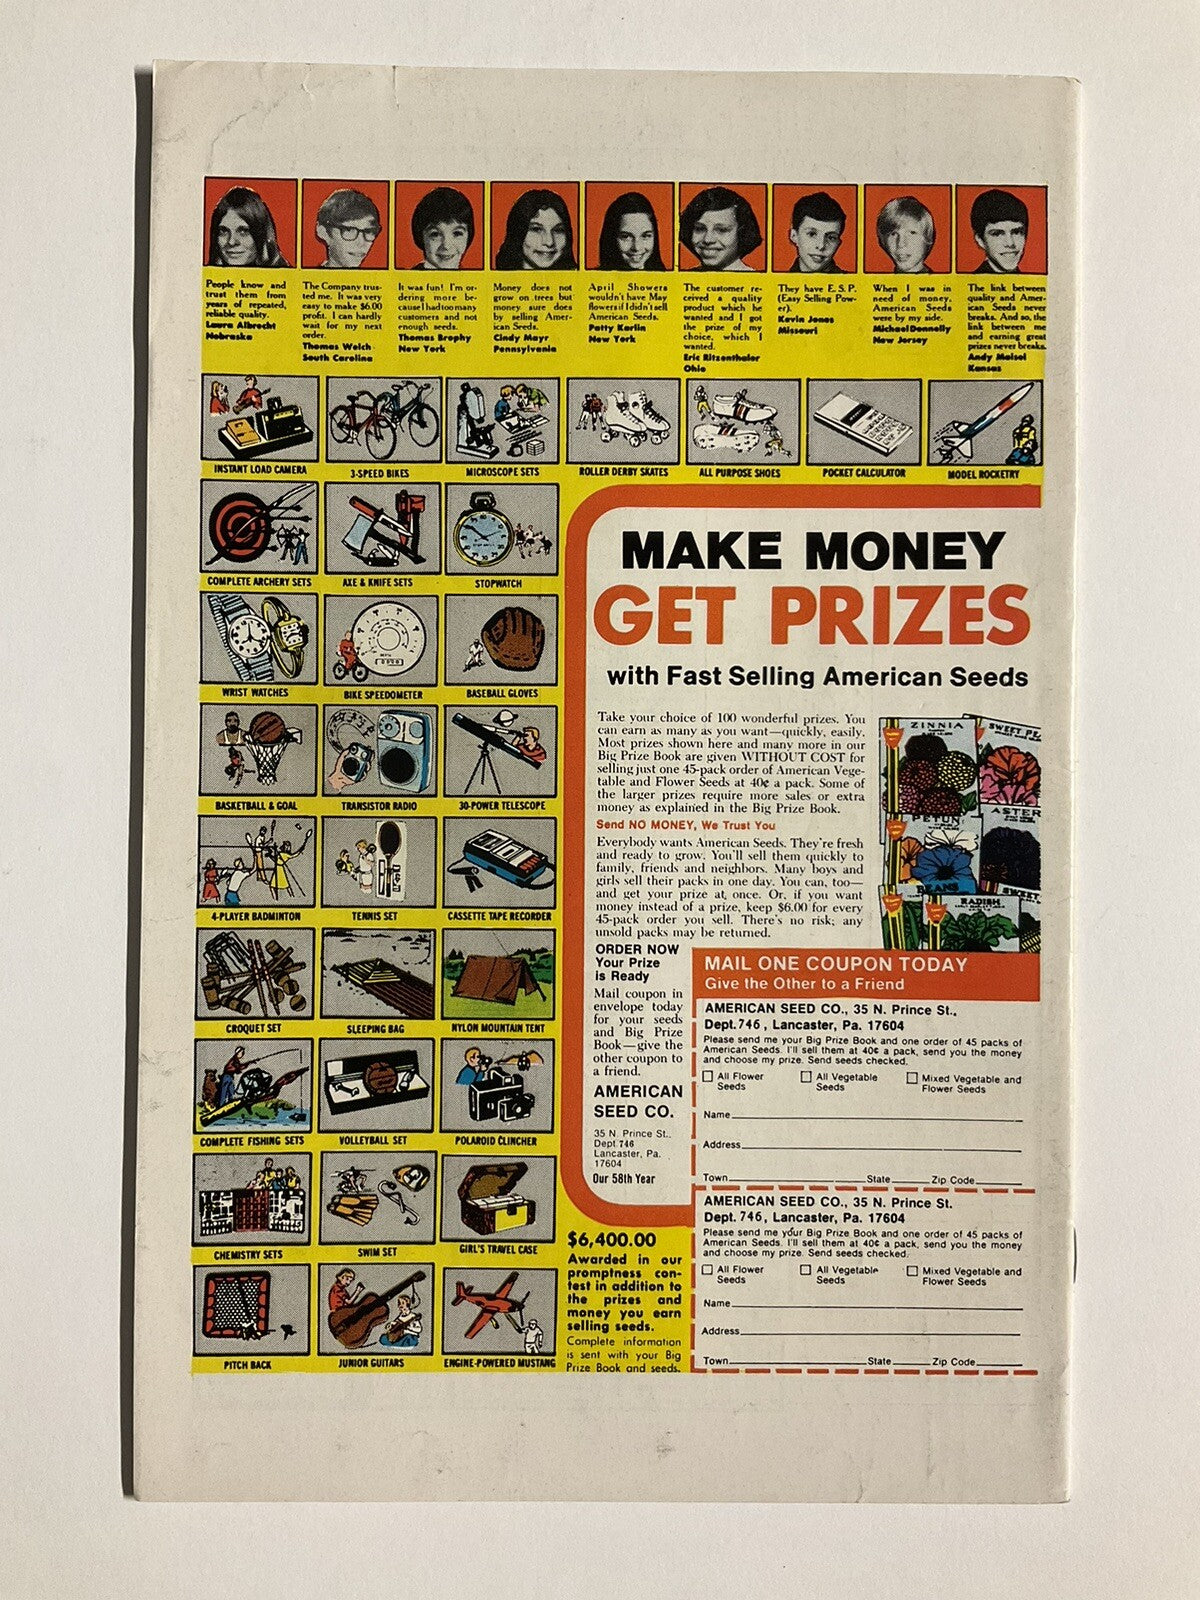 People know and
trust them from
years of repeated,
reliable quality.
Laura Albrecht
Nebraska
The Company trus-
ted me. It was very
easy to make $6.00
profit. I can hardly
wait for my next
order.
Thomas Welch
South Carolina
It was fun! I'm or-
dering more be-
cause I had too many
customers and not
enough seeds.
Thomas Brophy
New York
Money does not
grow on trees but
money sure does
by selling Amer-
ican Seeds.
Cindy Mayr
Pennsylvania
April Showers
wouldn't have May
flowers if I didn't sell
American Seeds.
Patty Karlin
New York
The customer re-
ceived a quality
product which he
wanted and I got
the prize of my
choice, which I
wanted.
Eric Ritzenthaler
Ohio
They have E.S.P.
(Easy Selling Pow-
er).
Kevin Jones
Missouri
When I was in
need of money,
American Seeds
were by my side.
Michael Donnelly
New Jersey
The link between
quality and Amer-
ican Seeds never
breaks. And so, the
link between me
and earning great
prizes never breaks.
Andy Maisel
Kansas
INSTANT LOAD CAMERA
3-SPEED BIKES
MICROSCOPE SETS
ROLLER DERBY SKATES
ALL PURPOSE SHOES
POCKET CALCULATOR
MODEL ROCKETRY
COMPLETE ARCHERY SETS
AXE & KNIFE SETS
STOPWATCH
WRIST WATCHES
BIKE SPEEDOMETER
BASEBALL GLOVES
BASKETBALL & GOAL
TRANSISTOR RADIO
30-POWER TELESCOPE
4-PLAYER BADMINTON
TENNIS SET
CASSETTE TAPE RECORDER
CROQUET SET
SLEEPING BAG
NYLON MOUNTAIN TENT
COMPLETE FISHING SETS
VOLLEYBALL SET
POLAROID CLINCHER
CHEMISTRY SETS
SWIM SET
GIRL'S TRAVEL CASE
PITCH BACK
JUNIOR GUITARS
ENGINE-POWERED MUSTANG
MAKE MONEY
GET PRIZES
with Fast Selling American Seeds
Take your choice of 100 wonderful prizes. You
can earn as many as you want—quickly, easily.
Most prizes shown here and many more in our
Big Prize Book are given WITHOUT COST for
selling just one 45-pack order of American Vege-
table and Flower Seeds at 40¢ a pack. Some of
the larger prizes require more sales or extra
money as explained in the Big Prize Book.
Send NO MONEY, We Trust You
Everybody wants American Seeds. They're fresh
and ready to grow. You'll sell them quickly to
family, friends and neighbors. Many boys and
girls sell their packs in one day. You can, too—
and get your prize at once. Or, if you want
money instead of a prize, keep $6.00 for every
45-pack order you sell. There's no risk; any
unsold packs may be returned.
ZINNIA
SWEET PE
ASTER
PETUN
BEANS
RADISH
SWEET
ORDER NOW
Your Prize
is Ready
Mail coupon in
envelope today
for your seeds
and Big Prize
Book—give the
other coupon to
a friend.
AMERICAN
SEED CO.
35 N. Prince St.,
Dept 746
Lancaster, Pa.
17604
Our 58th Year
$6,400.00
Awarded in our
promptness con-
test in addition to
the prizes and
money you earn
selling seeds.
Complete information
is sent with your Big
Prize Book and seeds.
MAIL ONE COUPON TODAY
Give the Other to a Friend
AMERICAN SEED CO., 35 N. Prince St.,
Dept. 746, Lancaster, Pa. 17604
Please send me your Big Prize Book and one order of 45 packs of
American Seeds. I'll sell them at 40¢ a pack, send you the money
and choose my prize. Send seeds checked.
All Flower
Seeds
All Vegetable
Seeds
Mixed Vegetable and
Flower Seeds
Name
Address
Town State Zip Code
AMERICAN SEED CO., 35 N. Prince St.
Dept. 746, Lancaster, Pa. 17604
Please send me your Big Prize Book and one order of 45 packs of
American Seeds. I'll sell them at 40¢ a pack, send you the money
and choose my prize. Send seeds checked.
All Flower
Seeds
All Vegetable
Seeds
Mixed Vegetable and
Flower Seeds
Name
Address
Town State Zip Code